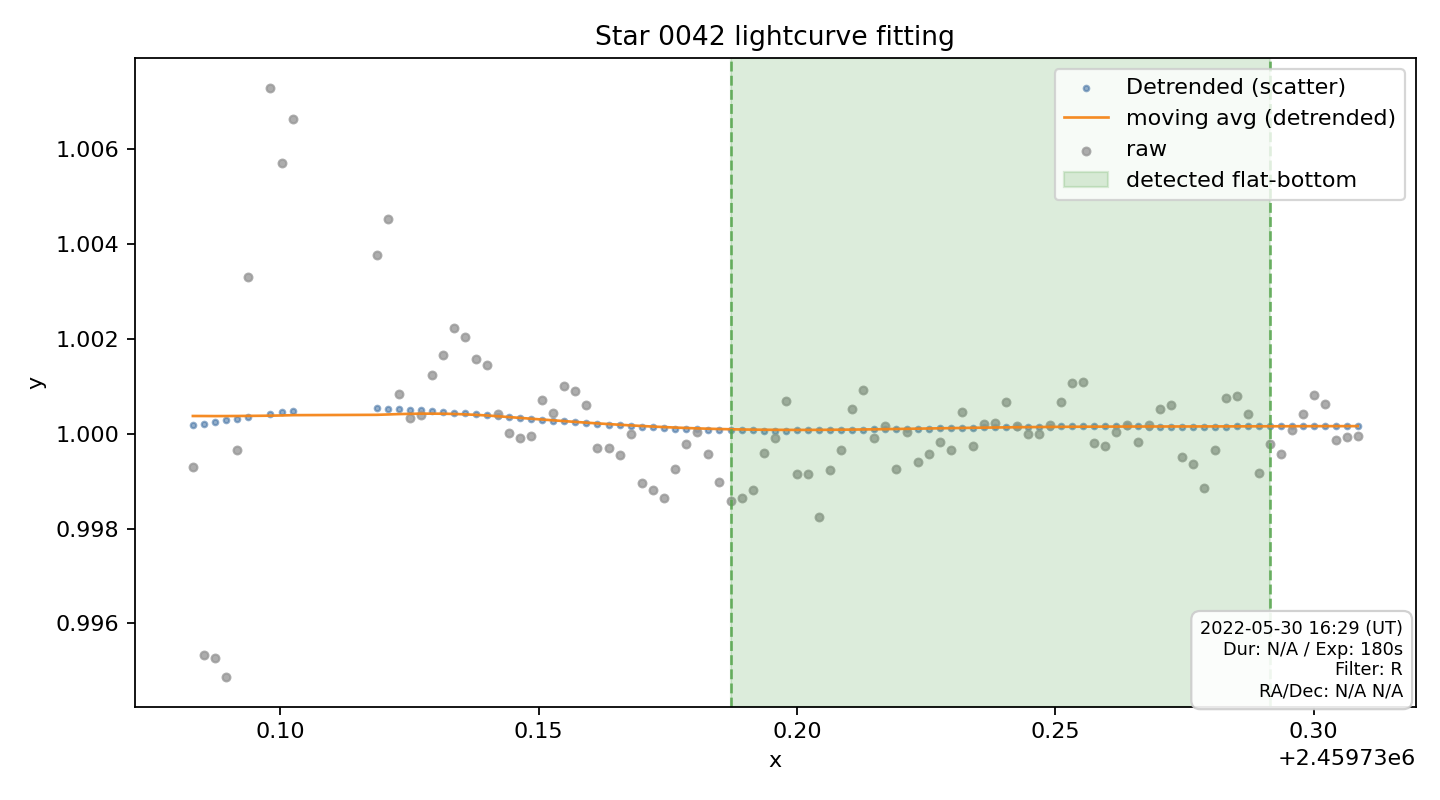 Star 0042 lightcurve fitting
Detrended (scatter)
moving avg (detrended)
raw
detected flat-bottom
1.006
1.004
1.002
1.000
0.998
0.996
y
2022-05-30 16:29 (UT)
Dur: N/A / Exp: 180s
Filter: R
RA/Dec: N/A N/A
0.10 0.15 0.20 0.25 0.30
x
+2.45973e6